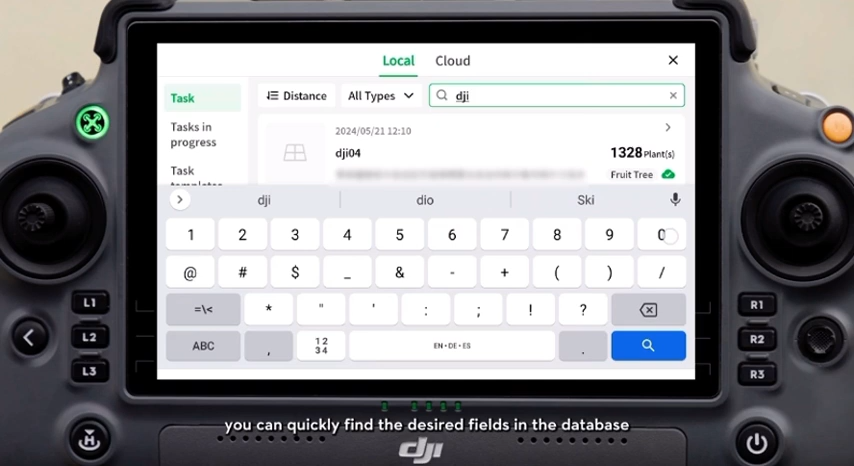 Local Cloud ✕
Task
Distance
All Types
dji
Tasks in
progress
2024/05/21 12:10
dji04
1328 Plant(s)
Task
templates
Fruit Tree
dji dio Ski
1 2 3 4 5 6 7 8 9 0
@ # $ _ & - + ( ) /
=\< * " ' : ; ! ?
ABC , 12 34 EN • DE • ES .
L1
L2
L3
R1
R2
R3
H
you can quickly find the desired fields in the database
dji